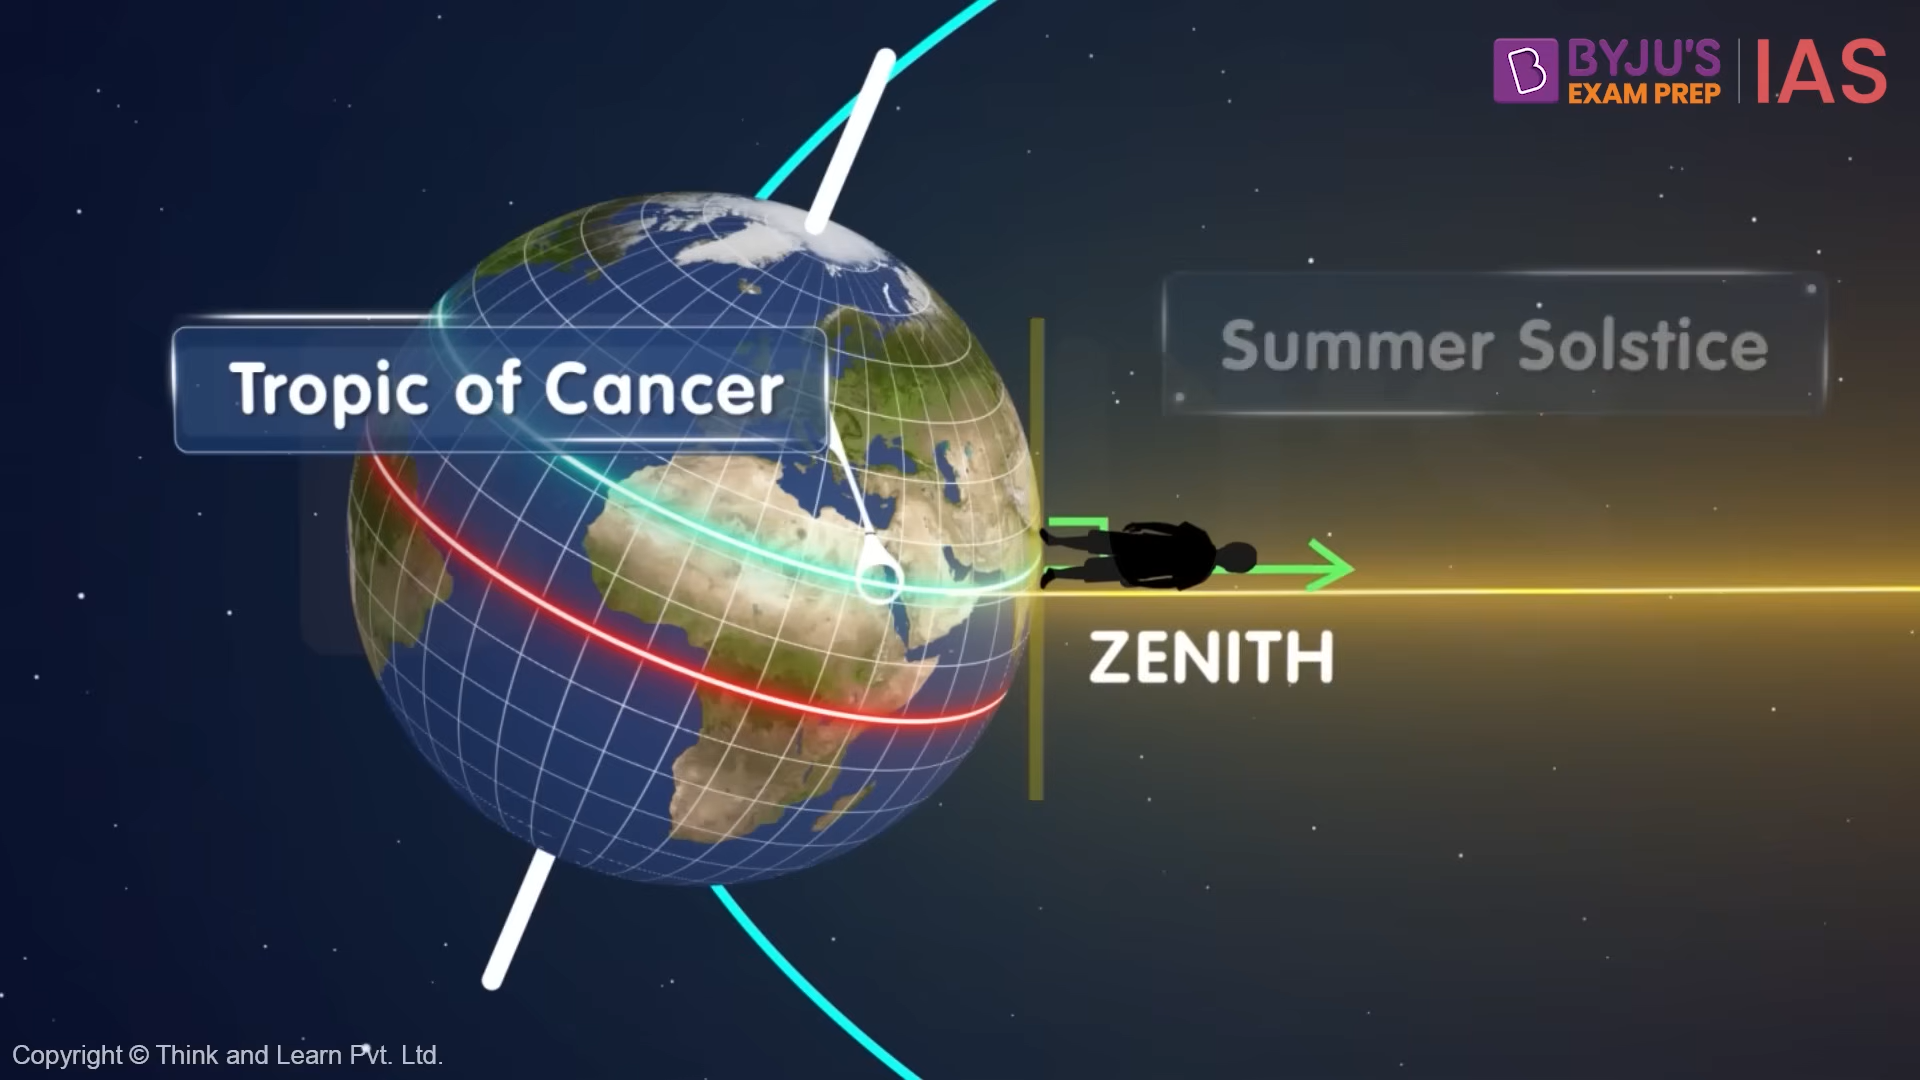 BYJU'S
EXAM PREP
IAS
Summer Solstice
Tropic of Cancer
ZENITH
Copyright © Think and Learn Pvt. Ltd.